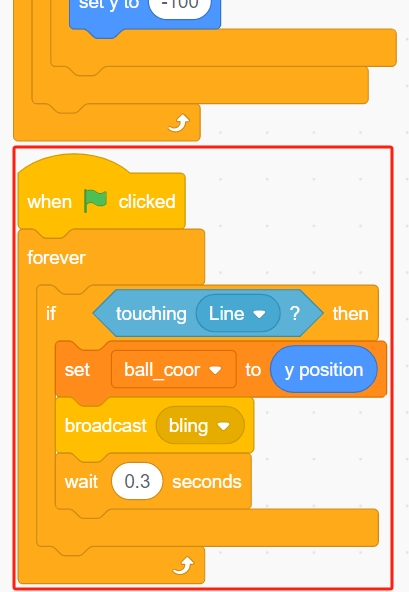 set y to -100
when clicked
forever
if touching Line ? then
set ball_coor to y position
broadcast bling
wait 0.3 seconds